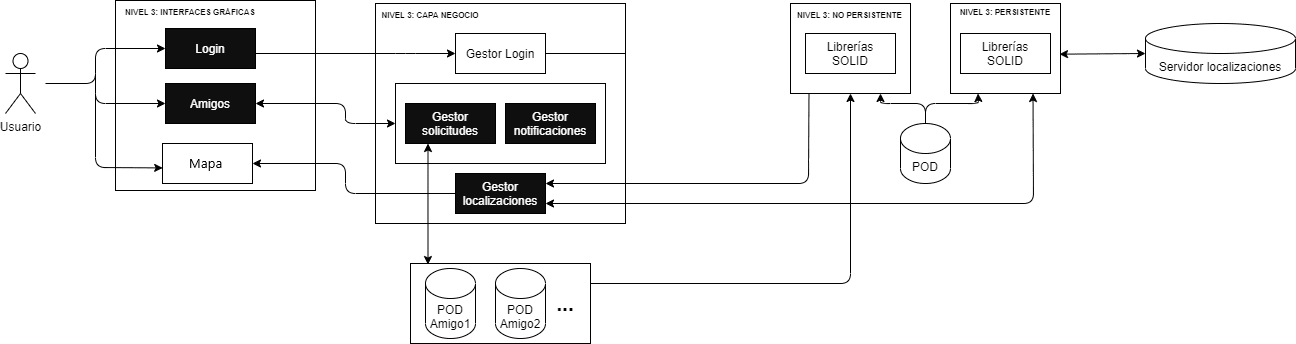 NIVEL 3: INTERFACES GRÁFICAS
Login
Amigos
Mapa
Usuario
NIVEL 3: CAPA NEGOCIO
Gestor Login
Gestor
solicitudes
Gestor
notificaciones
Gestor
localizaciones
POD
Amigo1
POD
Amigo2
...
NIVEL 3: NO PERSISTENTE
Librerías
SOLID
NIVEL 3: PERSISTENTE
Librerías
SOLID
POD
Servidor localizaciones